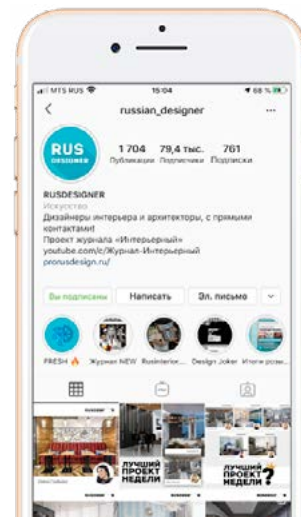 MTS RUS
15:04
68 %
russian_designer
RUS
DESIGNER
1 704 79,4 тыс. 761
Публикации Подписчики Подписки
RUSDESIGNER
Искусство
Дизайнеры интерьера и архитекторы, с прямыми
контактами!
Проект журнала «Интерьерный»
youtube.com/c/Журнал-Интерьерный
prorusdesign.ru/
Вы подписаны Написать Эл. письмо
FRESH Журнал NEW Rusinterior... Design Joker Итоги розы...
ЛУЧШИЙ
ПРОЕКТ
НЕДЕЛИ
ЛУЧШИЙ
ПРОЕКТ
НЕДЕЛИ ?